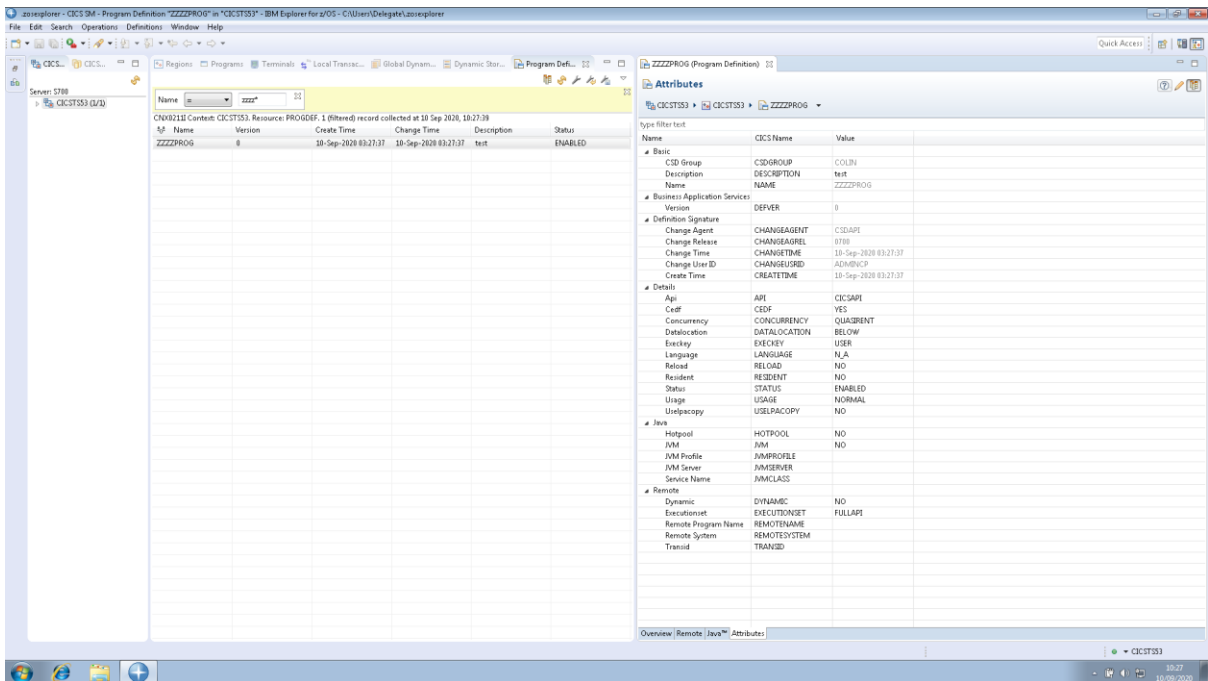 .zosexplorer - CICS SM - Program Definition "ZZZZPROG" in "CICSTS53" - IBM Explorer for z/OS - C:\Users\Delegate\.zosexplorer
File Edit Search Operations Definitions Window Help
Quick Access
CICS... CICS...
Server: S700
CICSTS53 (1/1)
Regions Programs Terminals Local Transac... Global Dynam... Dynamic Stor... Program Defi...
Name = zzzz*
CNX0211I Context: CICSTS53. Resource: PROGDEF. 1 (filtered) record collected at 10 Sep 2020, 10:27:39
Name Version Create Time Change Time Description Status
ZZZZPROG 0 10-Sep-2020 03:27:37 10-Sep-2020 03:27:37 test ENABLED
ZZZZPROG (Program Definition)
Attributes
CICSTS53 CICSTS53 ZZZZPROG
type filter text
Name CICS Name Value
Basic
CSD Group CSDGROUP COLIN
Description DESCRIPTION test
Name NAME ZZZZPROG
Business Application Services
Version DEFVER 0
Definition Signature
Change Agent CHANGEAGENT CSDAPI
Change Release CHANGEAGREL 0700
Change Time CHANGETIME 10-Sep-2020 03:27:37
Change User ID CHANGEUSRID ADMINCP
Create Time CREATETIME 10-Sep-2020 03:27:37
Details
Api API CICSAPI
Cedf CEDF YES
Concurrency CONCURRENCY QUASIRENT
Datalocation DATALOCATION BELOW
Execkey EXECKEY USER
Language LANGUAGE N_A
Reload RELOAD NO
Resident RESIDENT NO
Status STATUS ENABLED
Usage USAGE NORMAL
Uselpacopy USELPACOPY NO
Java
Hotpool HOTPOOL NO
JVM JVM NO
JVM Profile JVMPROFILE
JVM Server JVMSERVER
Service Name JVMCLASS
Remote
Dynamic DYNAMIC NO
Executionset EXECUTIONSET FULLAPI
Remote Program Name REMOTENAME
Remote System REMOTESYSTEM
Transid TRANSID
Overview Remote Java™ Attributes
CICSTS53
10:27
10/09/2020